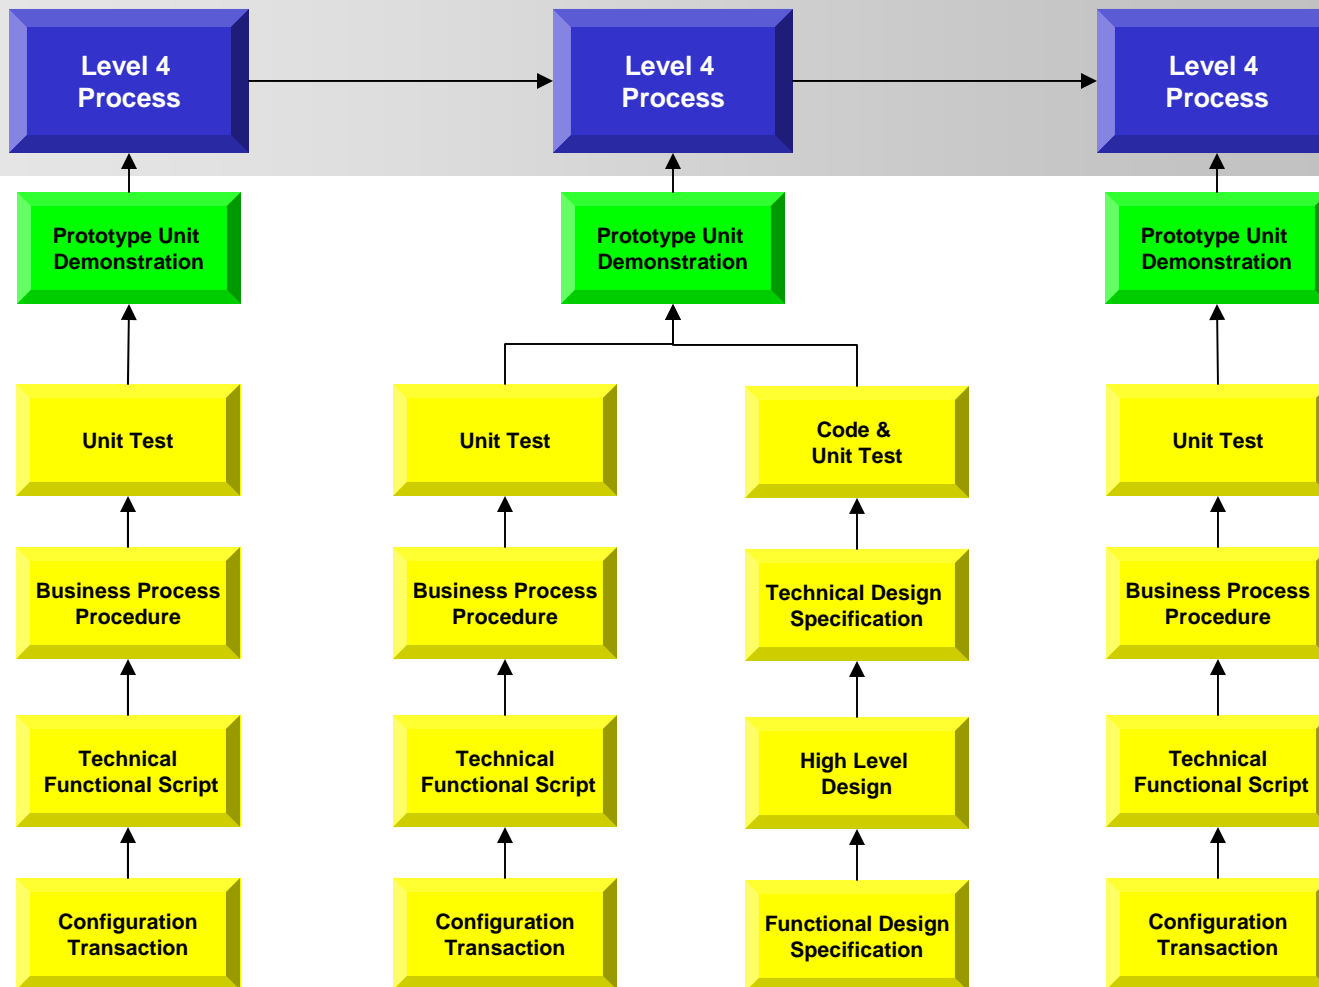 Level 4
Process
Level 4
Process
Level 4
Process
Prototype Unit
Demonstration
Prototype Unit
Demonstration
Prototype Unit
Demonstration
Unit Test
Unit Test
Code &
Unit Test
Unit Test
Business Process
Procedure
Business Process
Procedure
Technical Design
Specification
Business Process
Procedure
Technical
Functional Script
Technical
Functional Script
High Level
Design
Technical
Functional Script
Configuration
Transaction
Configuration
Transaction
Functional Design
Specification
Configuration
Transaction